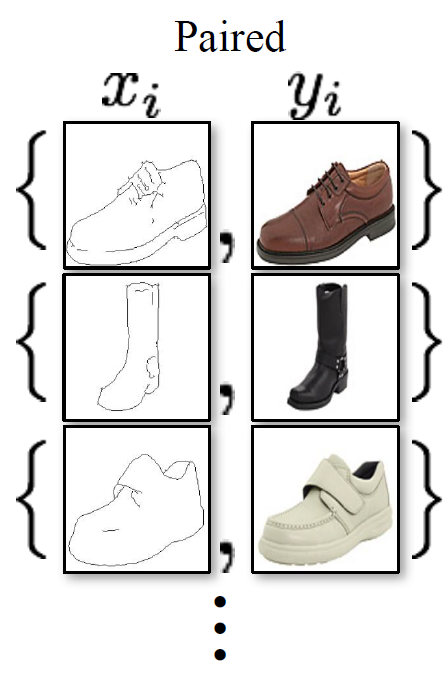 Paired
x_i y_i
{ , }
{ , }
{ , }
⋮